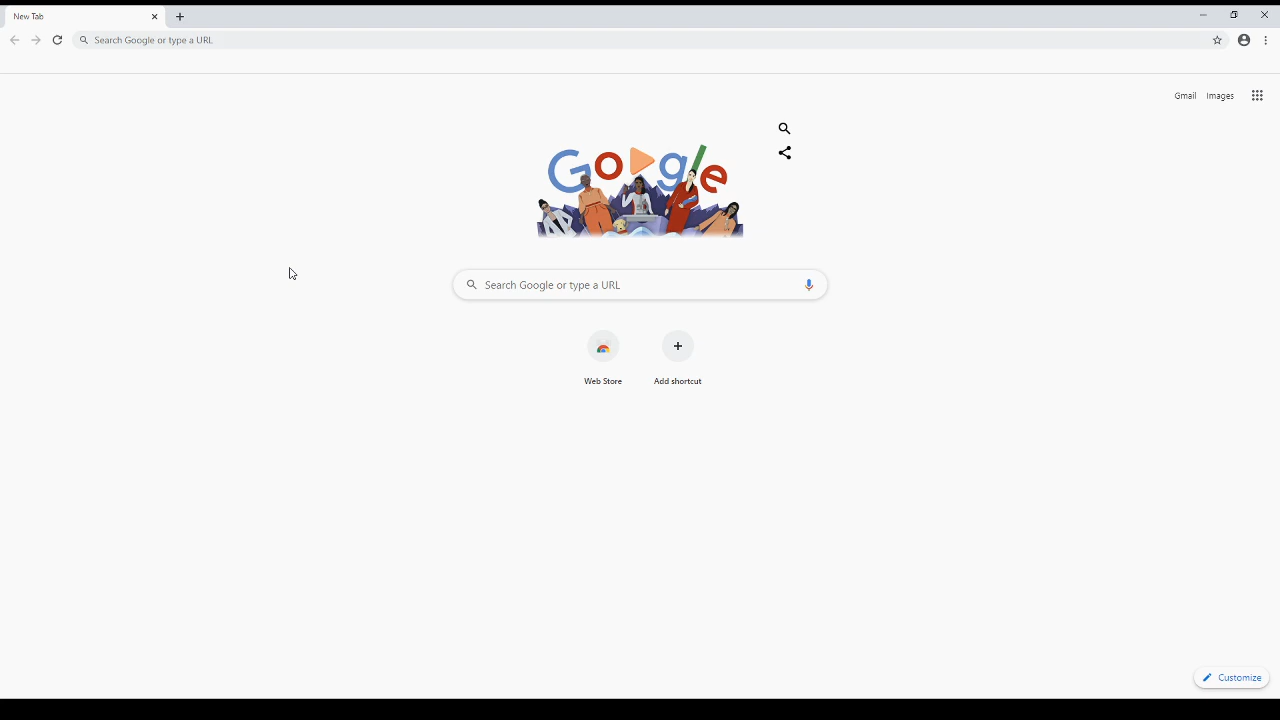 New Tab
Search Google or type a URL
Gmail Images
Google
Search Google or type a URL
Web Store Add shortcut
Customize